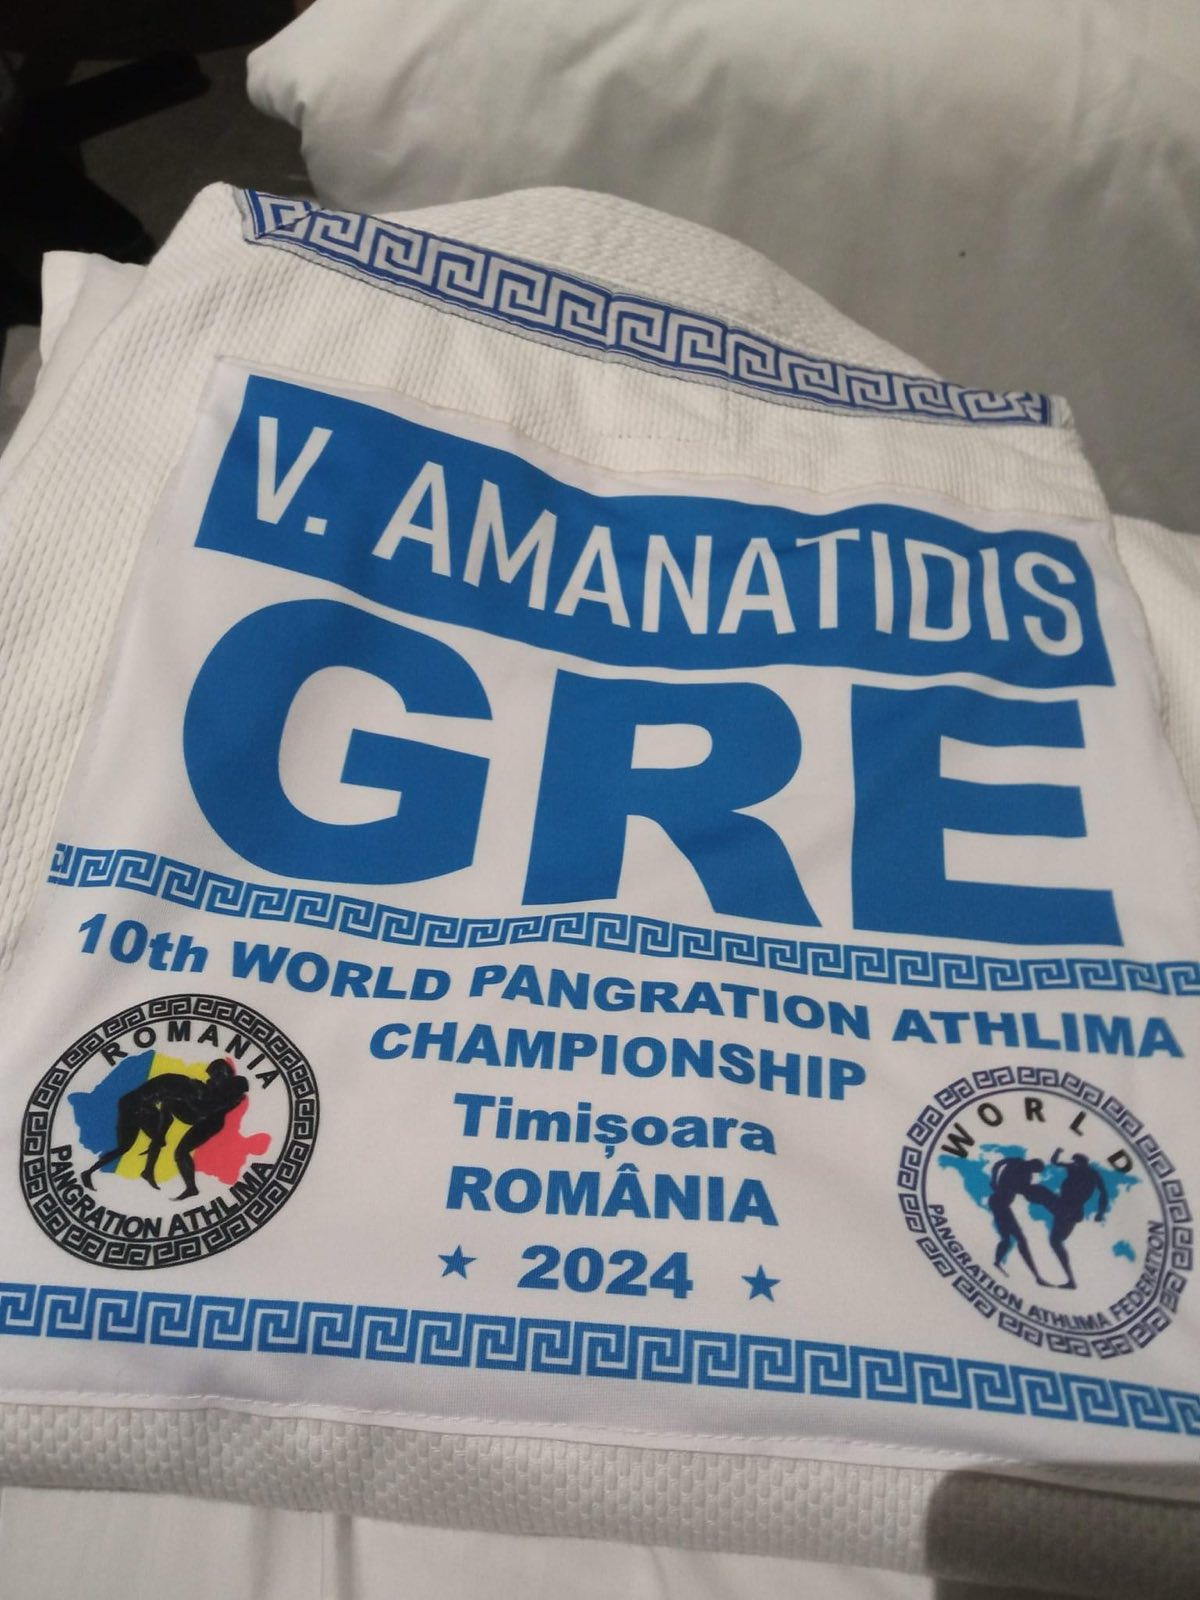 V. AMANATIDIS
GRE
10th WORLD PANGRATION ATHLIMA
CHAMPIONSHIP
Timișoara
ROMÂNIA
★ 2024 ★
ROMANIA
PANGRATION ATHLIMA
WORLD
PANGRATION ATHLIMA FEDERATION